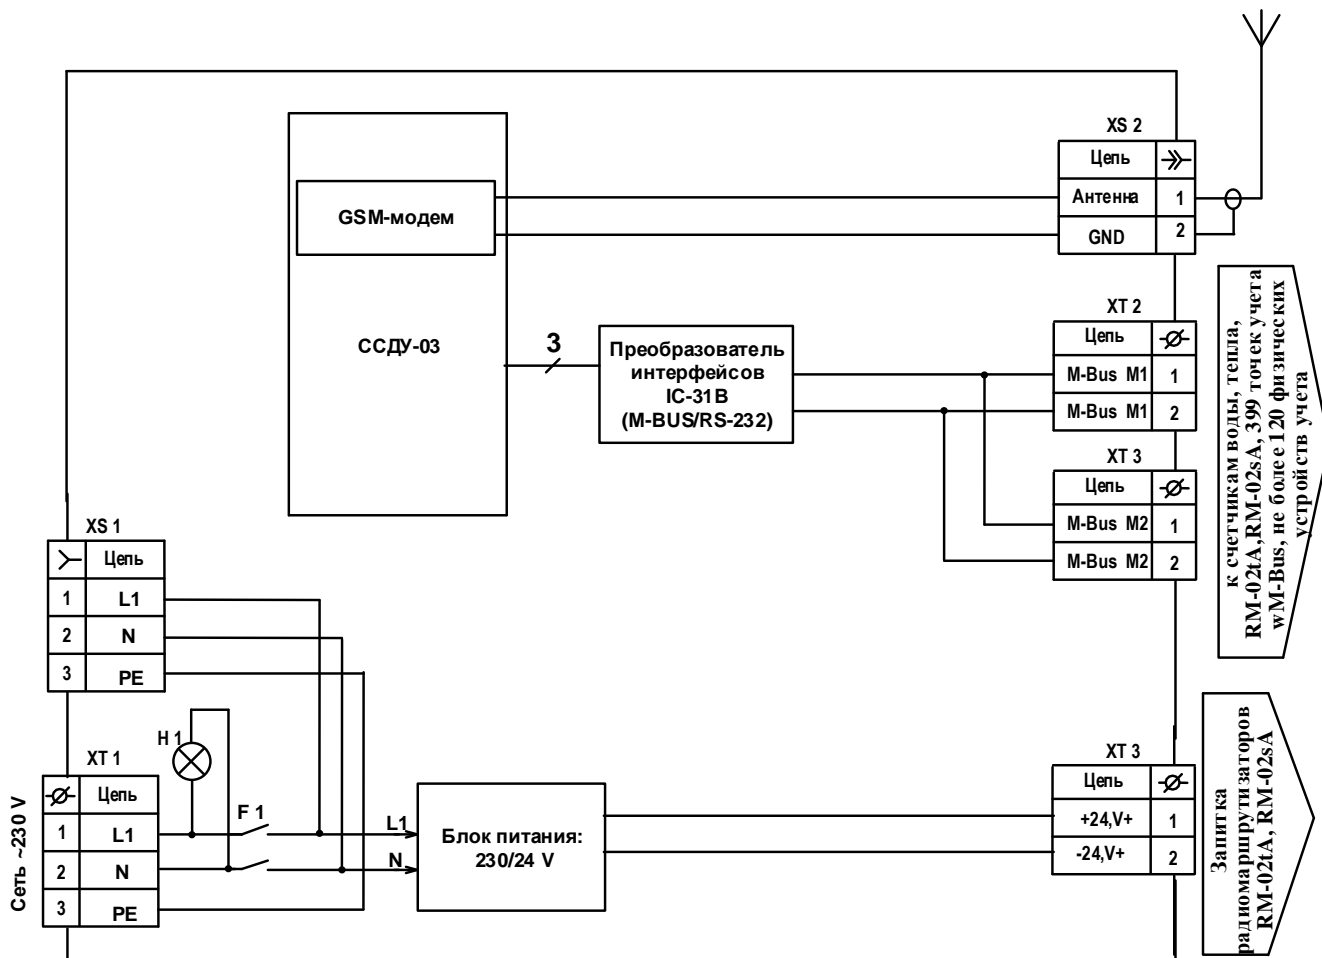 XS 2
Цепь
Антенна 1
GND 2
GSM-модем
ССДУ-03
3
Преобразователь
интерфейсов
IC-31B
(M-BUS/RS-232)
XT 2
Цепь
M-Bus M1 1
M-Bus M1 2
XT 3
Цепь
M-Bus M2 1
M-Bus M2 2
к счетчикам воды, тепла,
RM-02tA,RM-02sA, 399 точек учета
wM-Bus, не более 120 физических
устройств учета
XS 1
Цепь
1 L1
2 N
3 PE
H 1
XT 1
Цепь
1 L1
2 N
3 PE
Сеть ~230 V
F 1
L1
N
Блок питания:
230/24 V
XT 3
Цепь
+24,V+ 1
-24,V+ 2
Запитка
радиомаршрутизаторов
RM-02tA, RM-02sA